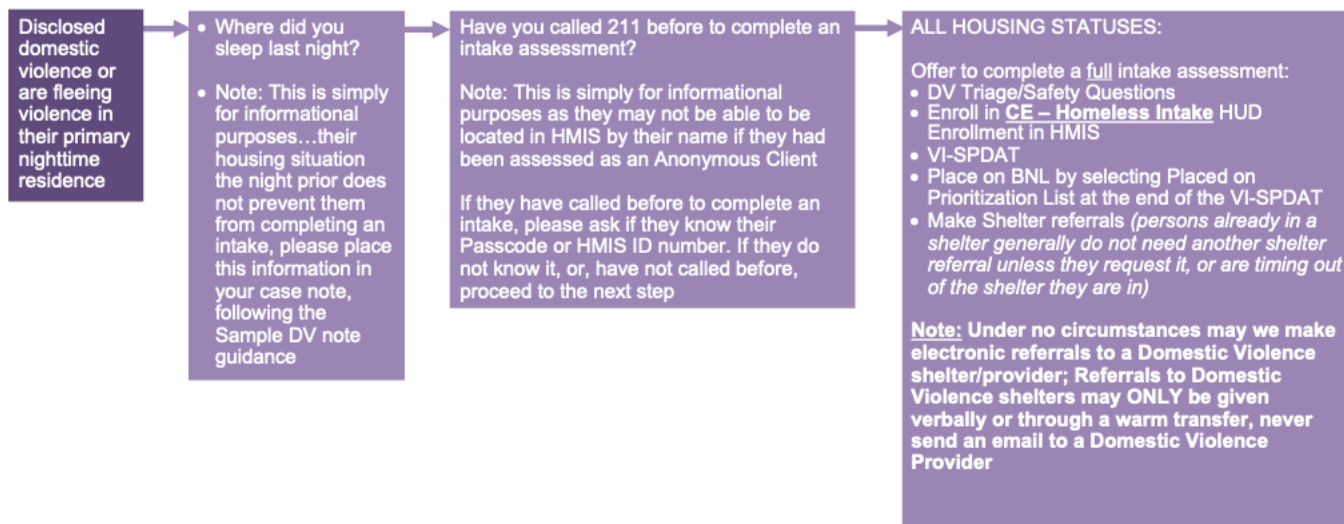 Disclosed
domestic
violence or
are fleeing
violence in
their primary
nighttime
residence
• Where did you
sleep last night?
• Note: This is simply
for informational
purposes…their
housing situation
the night prior does
not prevent them
from completing an
intake, please place
this information in
your case note,
following the
Sample DV note
guidance
Have you called 211 before to complete an
intake assessment?
Note: This is simply for informational
purposes as they may not be able to be
located in HMIS by their name if they had
been assessed as an Anonymous Client
If they have called before to complete an
intake, please ask if they know their
Passcode or HMIS ID number. If they do
not know it, or, have not called before,
proceed to the next step
ALL HOUSING STATUSES:
Offer to complete a full intake assessment:
• DV Triage/Safety Questions
• Enroll in CE – Homeless Intake HUD
Enrollment in HMIS
• VI-SPDAT
• Place on BNL by selecting Placed on
Prioritization List at the end of the VI-SPDAT
• Make Shelter referrals (persons already in a
shelter generally do not need another shelter
referral unless they request it, or are timing out
of the shelter they are in)
Note: Under no circumstances may we make
electronic referrals to a Domestic Violence
shelter/provider; Referrals to Domestic
Violence shelters may ONLY be given
verbally or through a warm transfer, never
send an email to a Domestic Violence
Provider